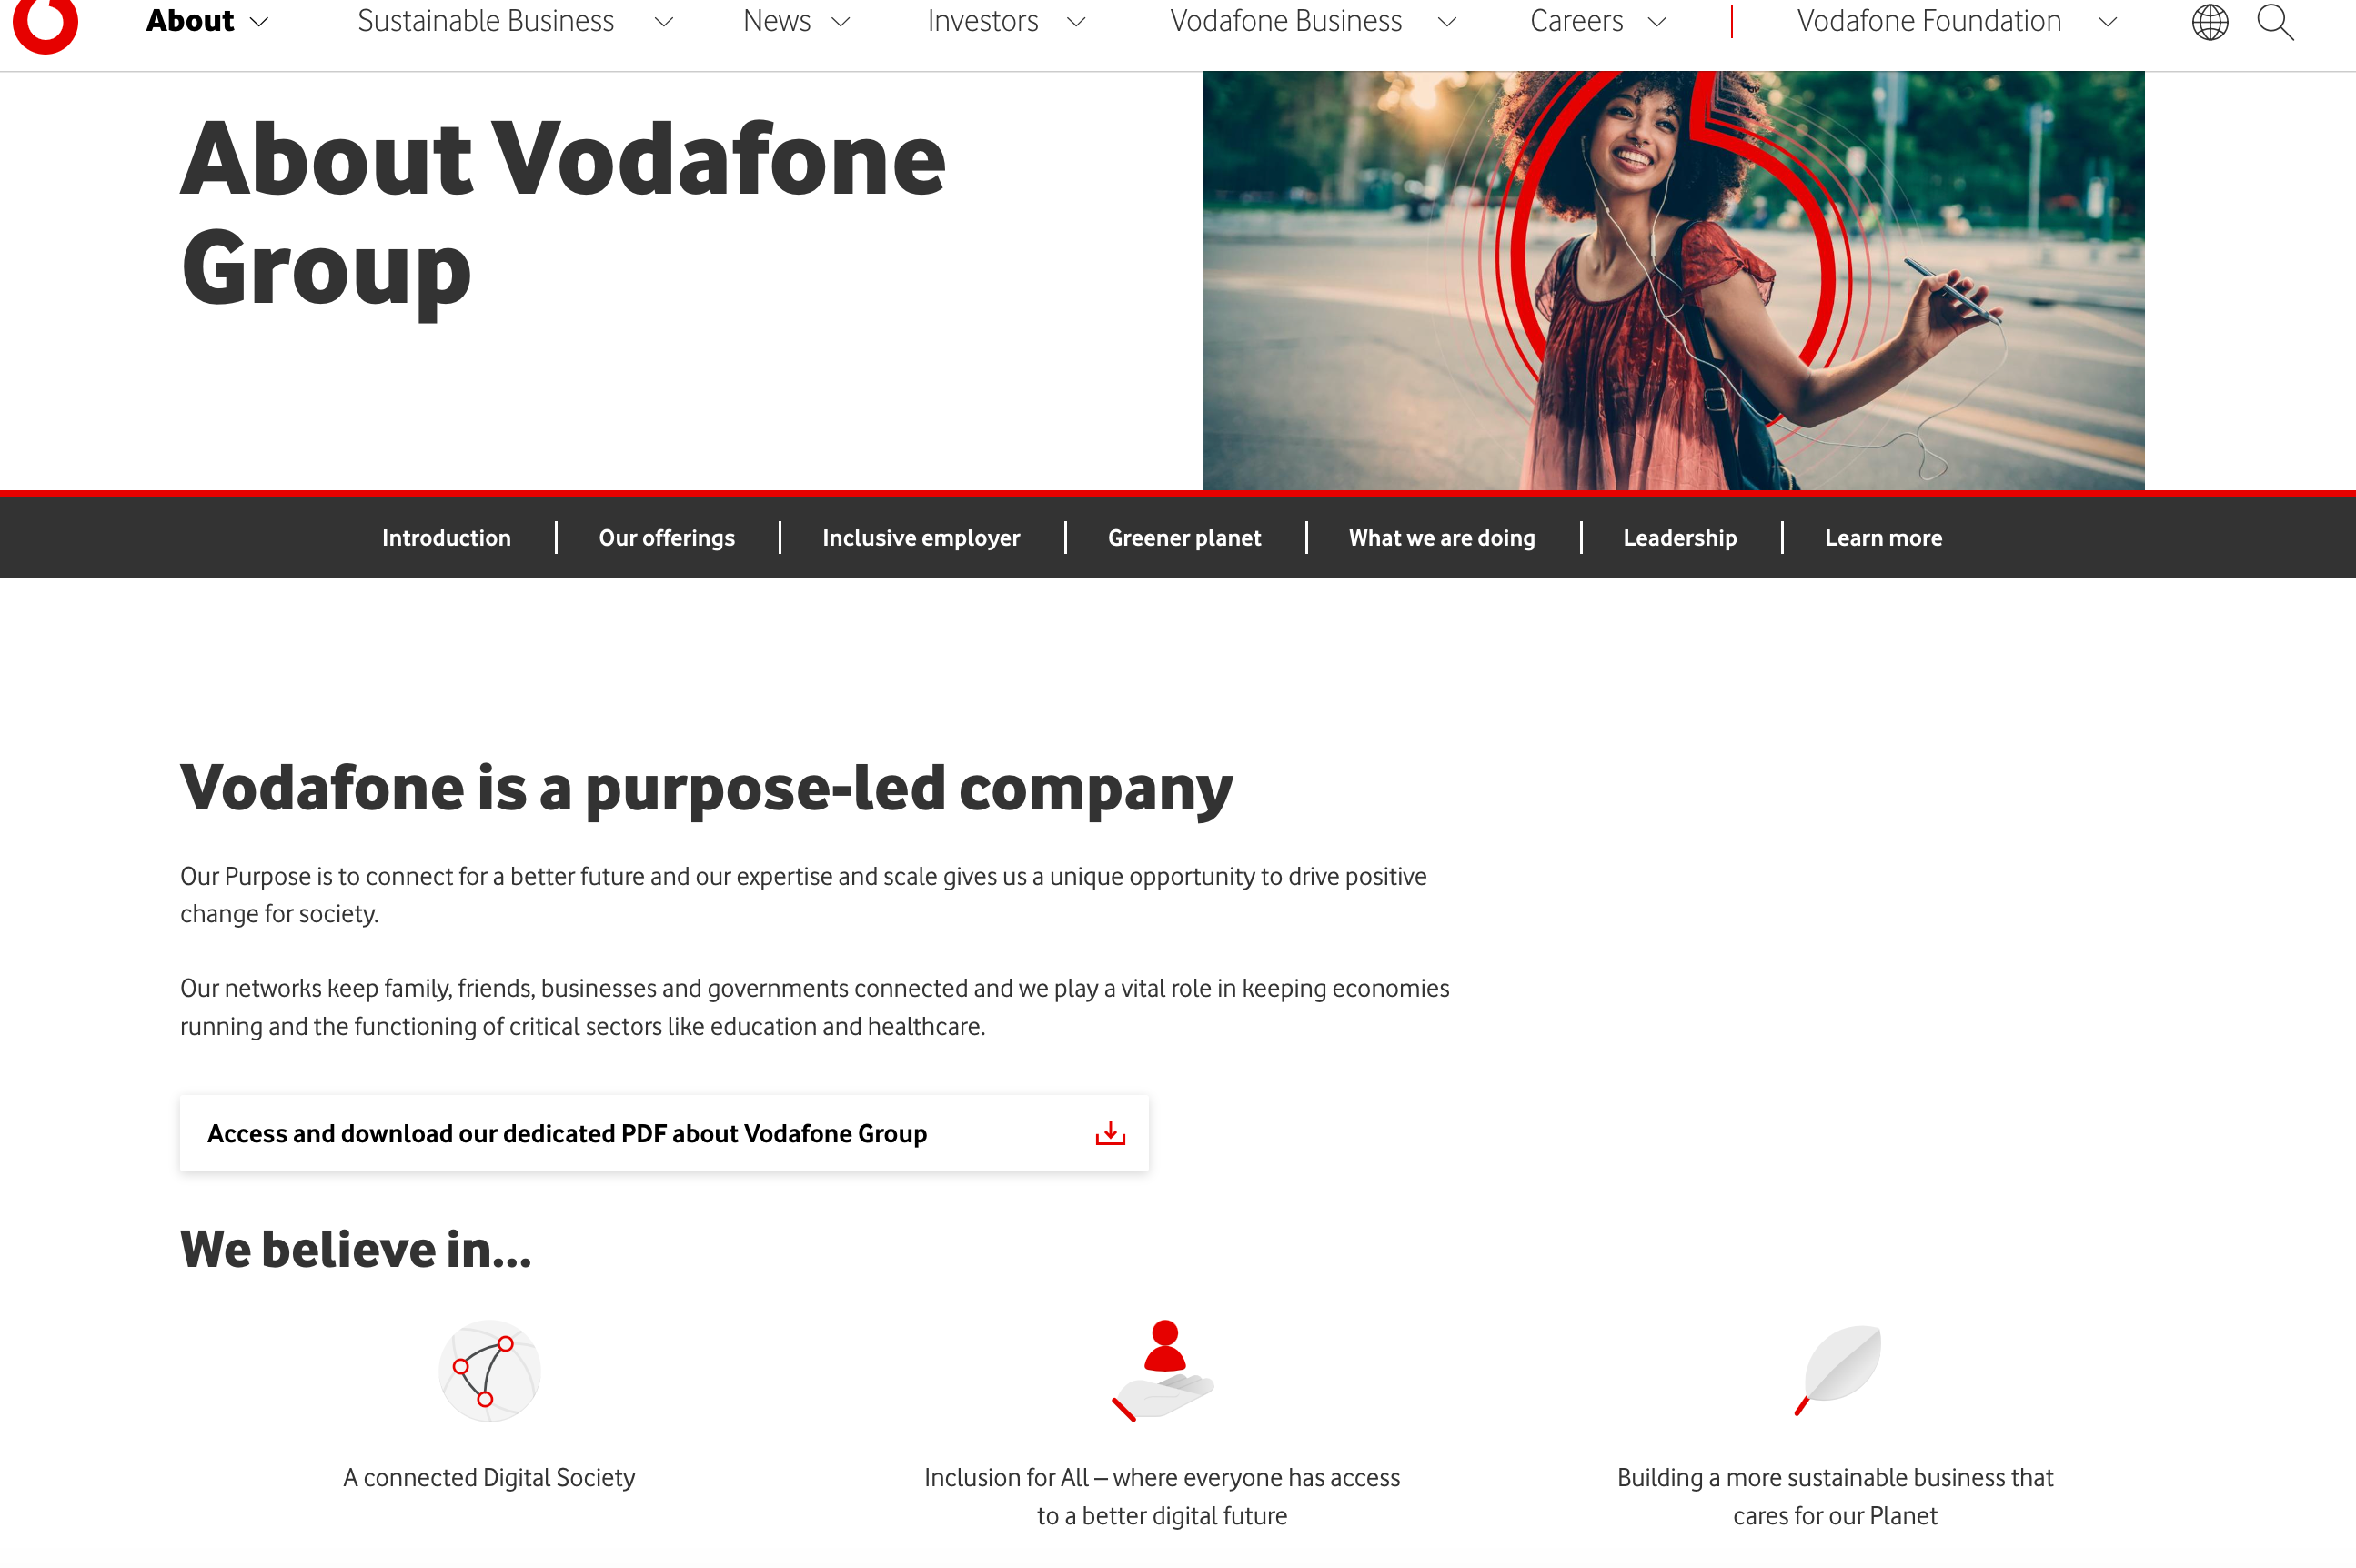 About
Sustainable Business
News
Investors
Vodafone Business
Careers
Vodafone Foundation
About Vodafone
Group
Introduction
Our offerings
Inclusive employer
Greener planet
What we are doing
Leadership
Learn more
Vodafone is a purpose-led company
Our Purpose is to connect for a better future and our expertise and scale gives us a unique opportunity to drive positive
change for society.
Our networks keep family, friends, businesses and governments connected and we play a vital role in keeping economies
running and the functioning of critical sectors like education and healthcare.
Access and download our dedicated PDF about Vodafone Group
We believe in...
A connected Digital Society
Inclusion for All – where everyone has access
to a better digital future
Building a more sustainable business that
cares for our Planet